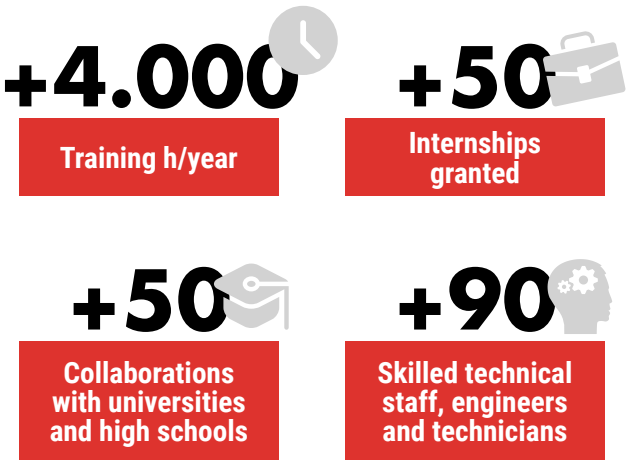 +4.000
Training h/year
+50
Internships
granted
+50
Collaborations
with universities
and high schools
+90
Skilled technical
staff, engineers
and technicians